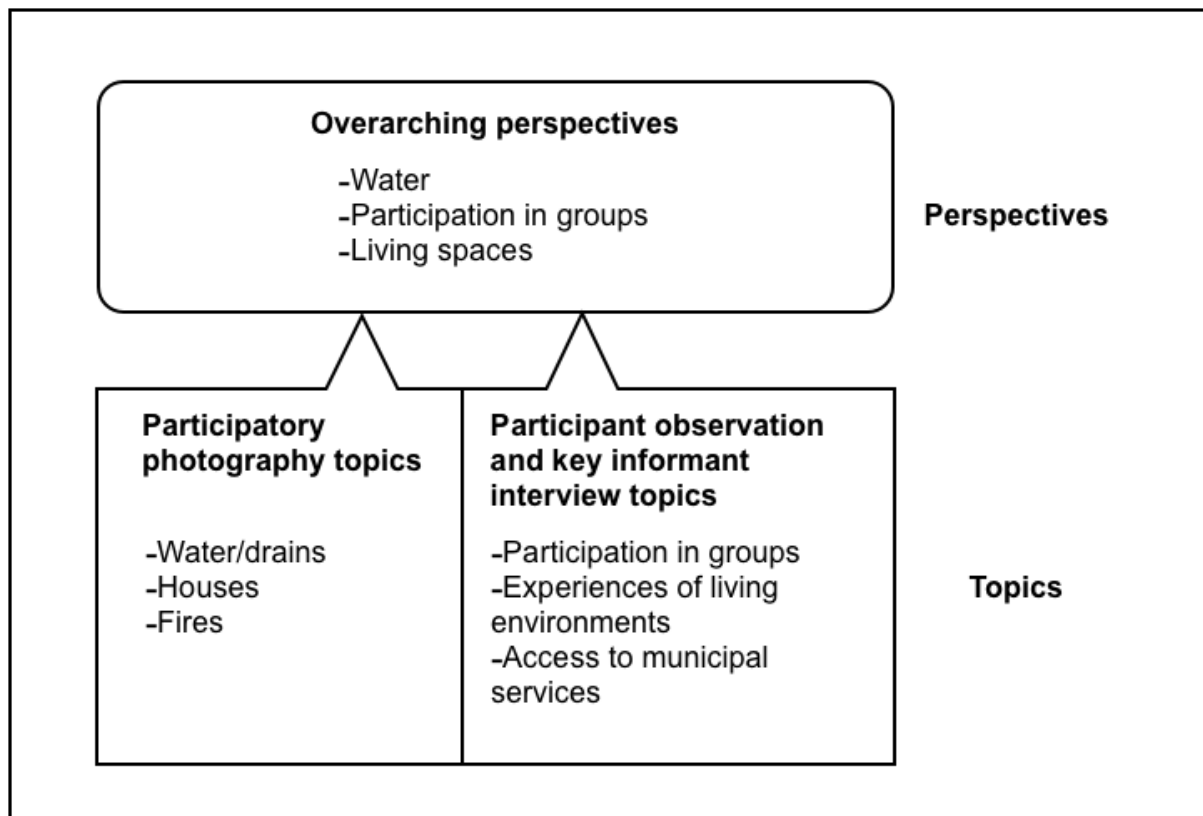 Overarching perspectives
-Water
-Participation in groups
-Living spaces
Perspectives
Participatory
photography topics
-Water/drains
-Houses
-Fires
Participant observation
and key informant
interview topics
-Participation in groups
-Experiences of living
environments
-Access to municipal
services
Topics